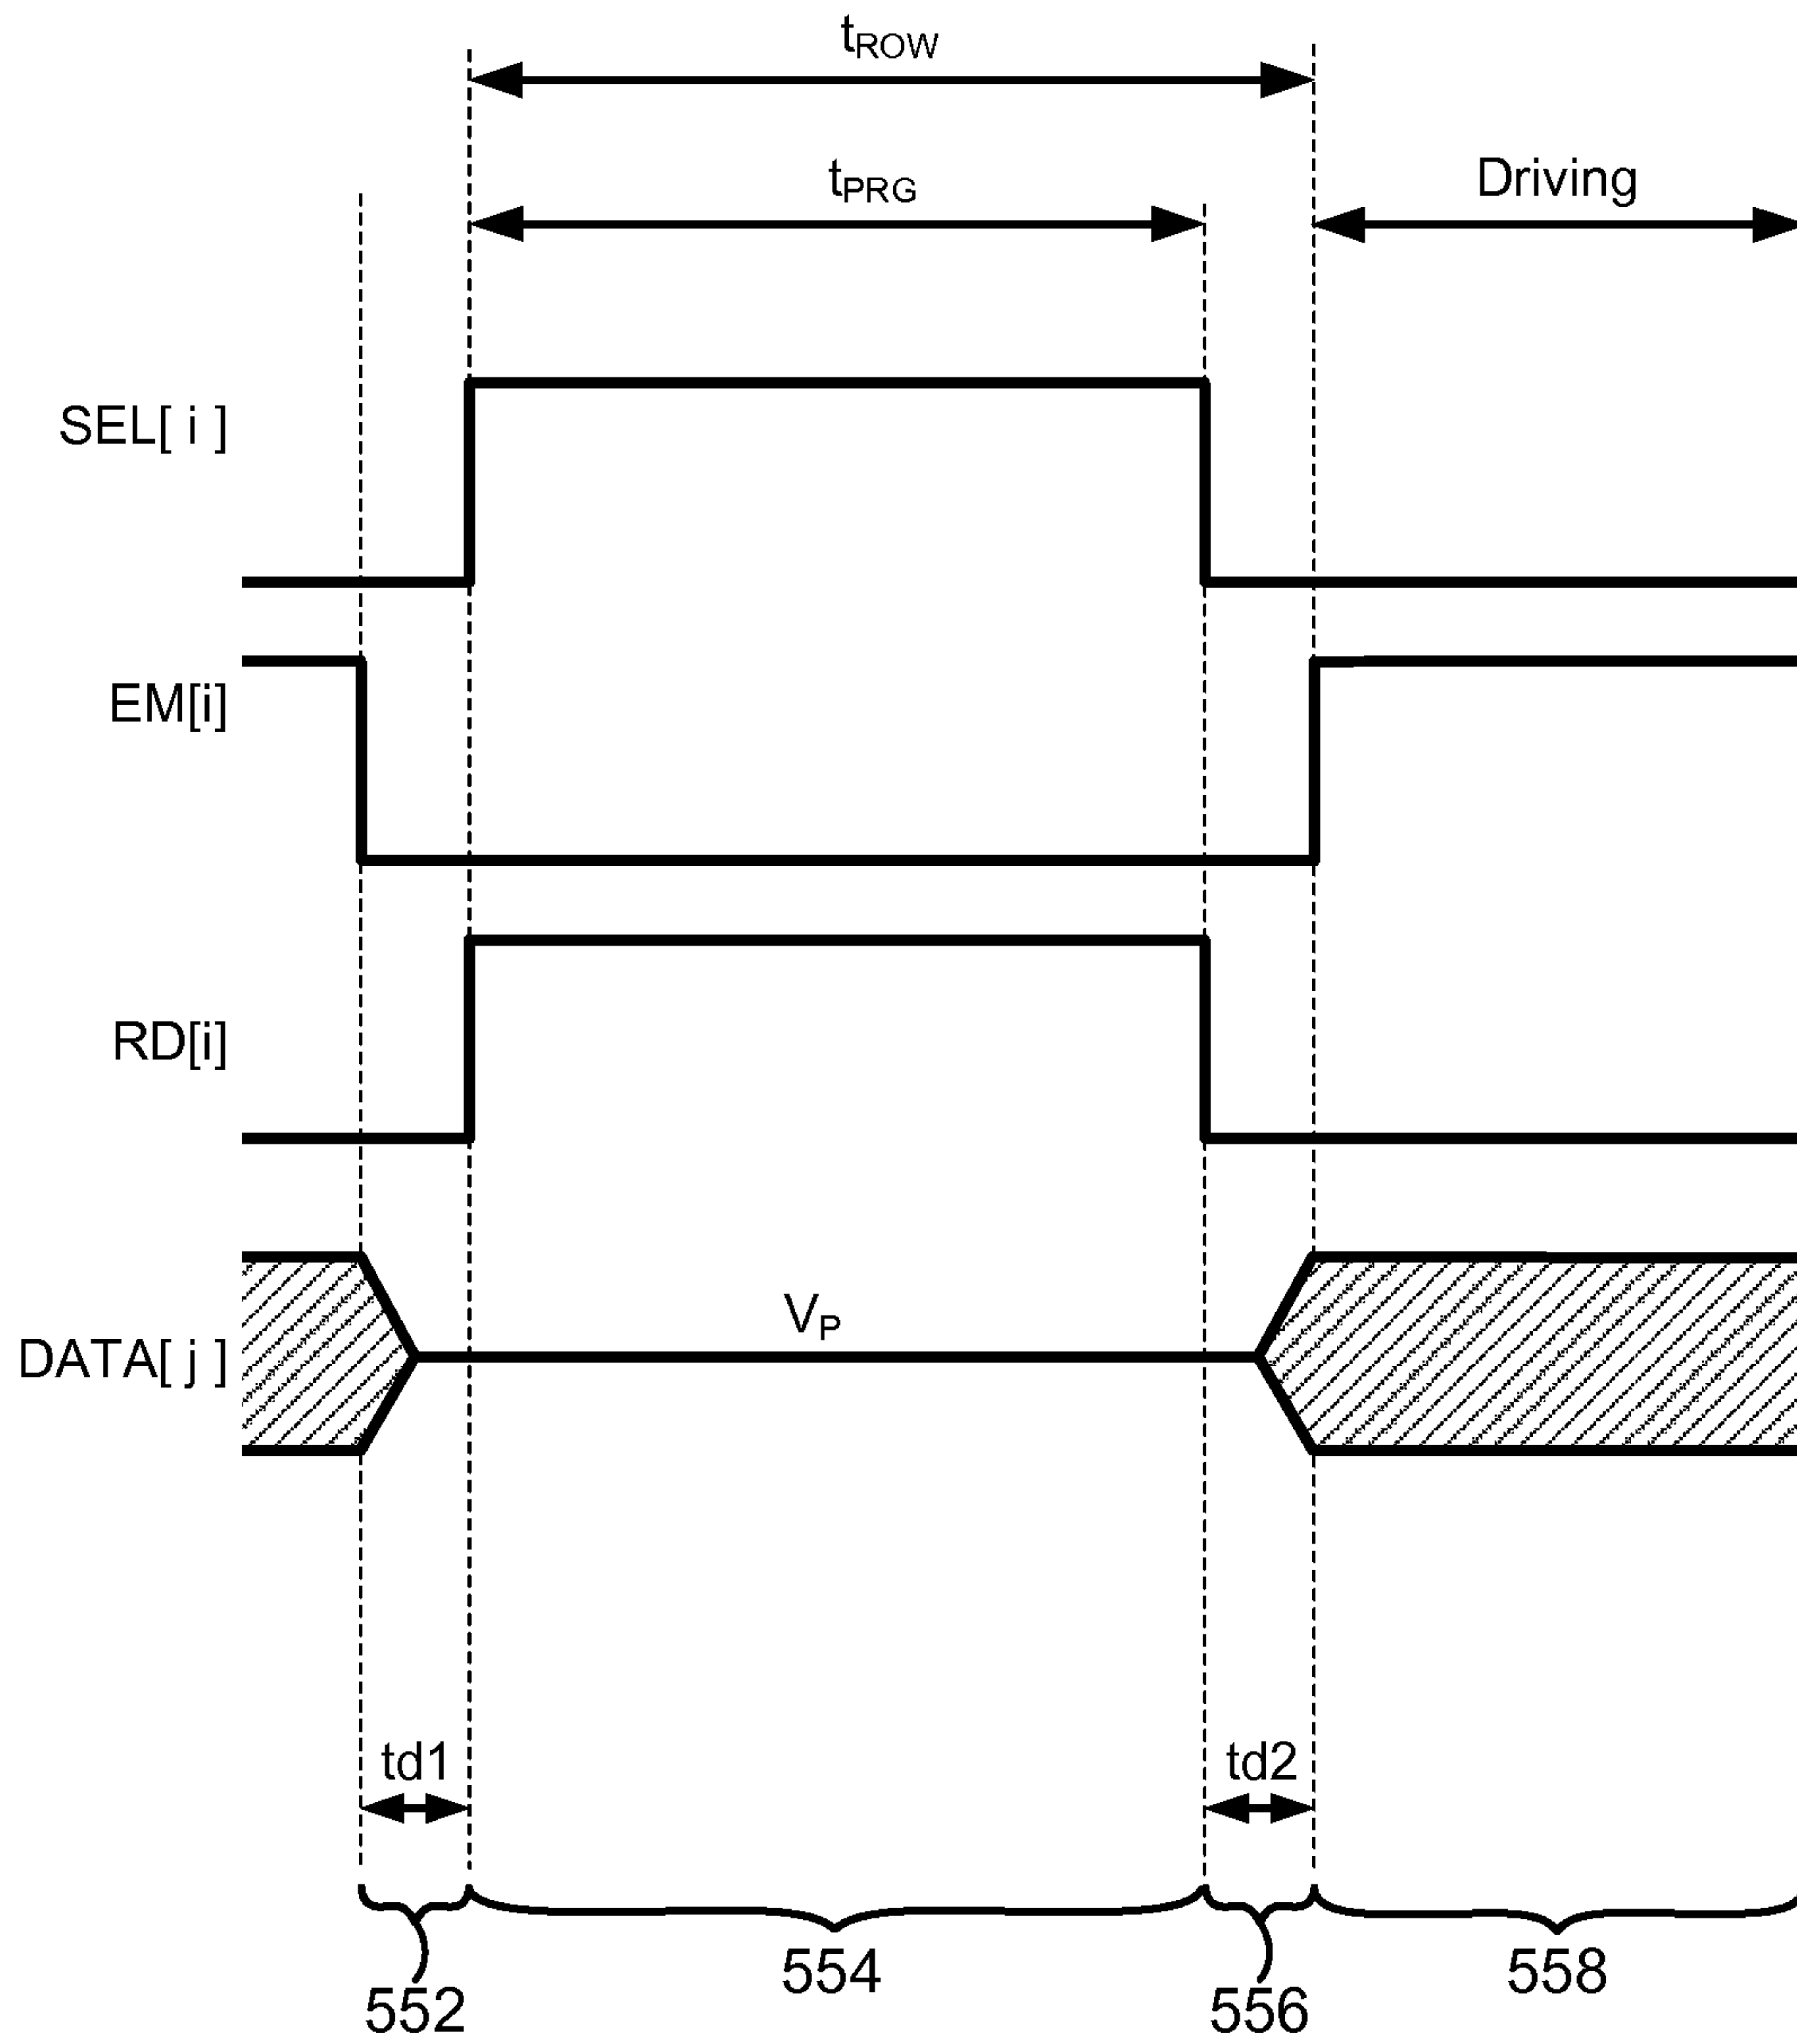 tROW
tPRG
Driving
SEL[ i ]
EM[i]
RD[i]
VP
DATA[ j ]
td1
td2
552
554
556
558